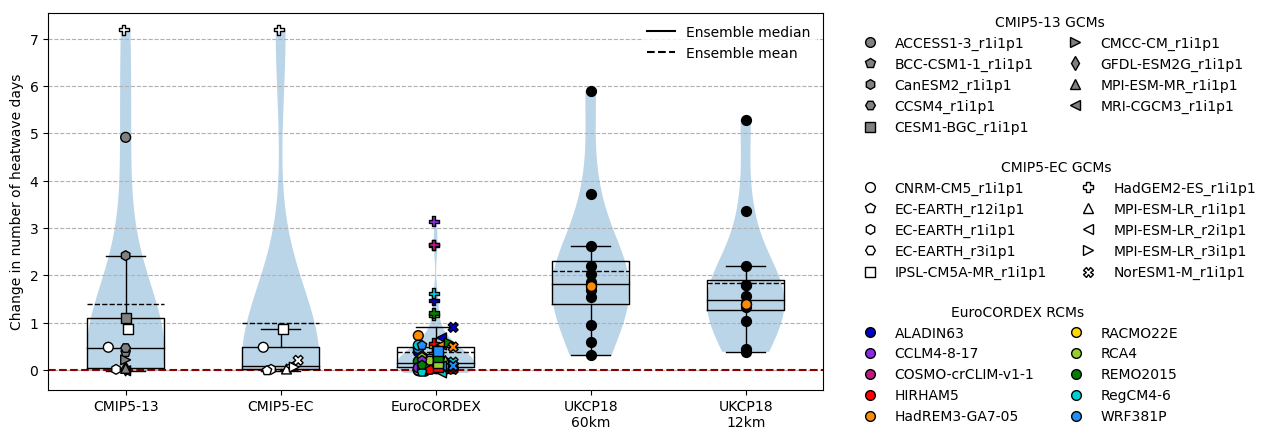 Change in number of heatwave days
7
6
5
4
3
2
1
0
Ensemble median
Ensemble mean
CMIP5-13
CMIP5-EC
EuroCORDEX
UKCP18
60km
UKCP18
12km
CMIP5-13 GCMs
ACCESS1-3_r1i1p1
BCC-CSM1-1_r1i1p1
CanESM2_r1i1p1
CCSM4_r1i1p1
CESM1-BGC_r1i1p1
CMCC-CM_r1i1p1
GFDL-ESM2G_r1i1p1
MPI-ESM-MR_r1i1p1
MRI-CGCM3_r1i1p1
CMIP5-EC GCMs
CNRM-CM5_r1i1p1
EC-EARTH_r12i1p1
EC-EARTH_r1i1p1
EC-EARTH_r3i1p1
IPSL-CM5A-MR_r1i1p1
HadGEM2-ES_r1i1p1
MPI-ESM-LR_r1i1p1
MPI-ESM-LR_r2i1p1
MPI-ESM-LR_r3i1p1
NorESM1-M_r1i1p1
EuroCORDEX RCMs
ALADIN63
CCLM4-8-17
COSMO-crCLIM-v1-1
HIRHAM5
HadREM3-GA7-05
RACMO22E
RCA4
REMO2015
RegCM4-6
WRF381P